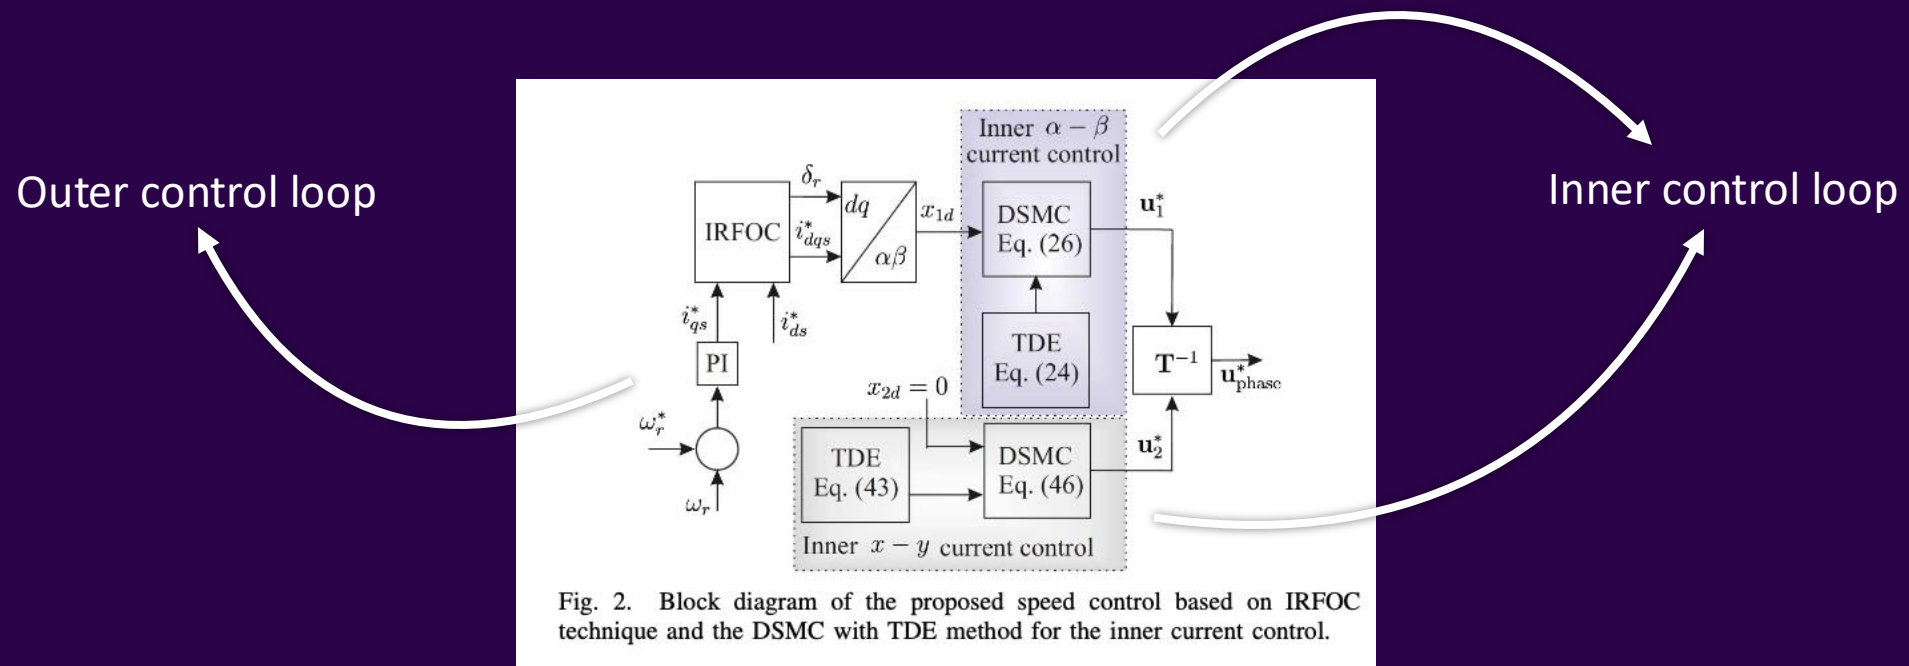 Outer control loop
Inner control loop
Inner α − β
current control
δᵣ
IRFOC
i*dqs
dq
αβ
x1d
DSMC
Eq. (26)
u*1
i*qs
i*ds
PI
TDE
Eq. (24)
T−1
u*phase
x2d = 0
ω*r
ωr
TDE
Eq. (43)
DSMC
Eq. (46)
u*2
Inner x − y current control
Fig. 2. Block diagram of the proposed speed control based on IRFOC
technique and the DSMC with TDE method for the inner current control.